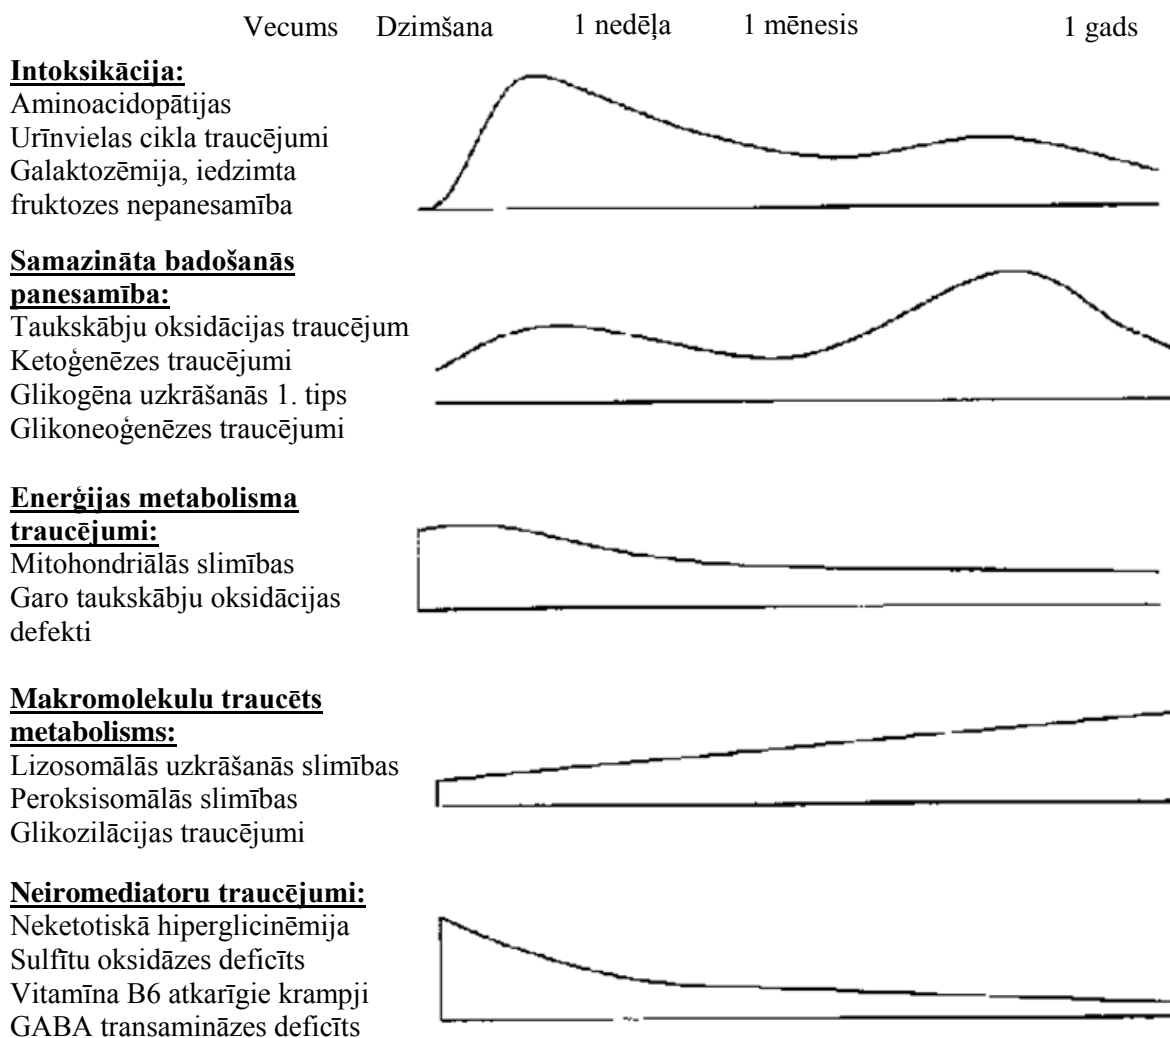 Vecums Dzimšana 1 nedēļa 1 mēnesis 1 gads
Intoksikācija:
Aminoacidopātijas
Urīnvielas cikla traucējumi
Galaktozēmija, iedzimta
fruktozes nepanesamība
Samazināta badošanās
panesamība:
Taukskābju oksidācijas traucējum
Ketoģenēzes traucējumi
Glikogēna uzkrāšanās 1. tips
Glikoneoģenēzes traucējumi
Enerģijas metabolisma
traucējumi:
Mitohondriālās slimības
Garo taukskābju oksidācijas
defekti
Makromolekulu traucēts
metabolisms:
Lizosomālās uzkrāšanās slimības
Peroksisomālās slimības
Glikozilācijas traucējumi
Neiromediatoru traucējumi:
Neketotiskā hiperglicinēmija
Sulfītu oksidāzes deficīts
Vitamīna B6 atkarīgie krampji
GABA transamināzes deficīts